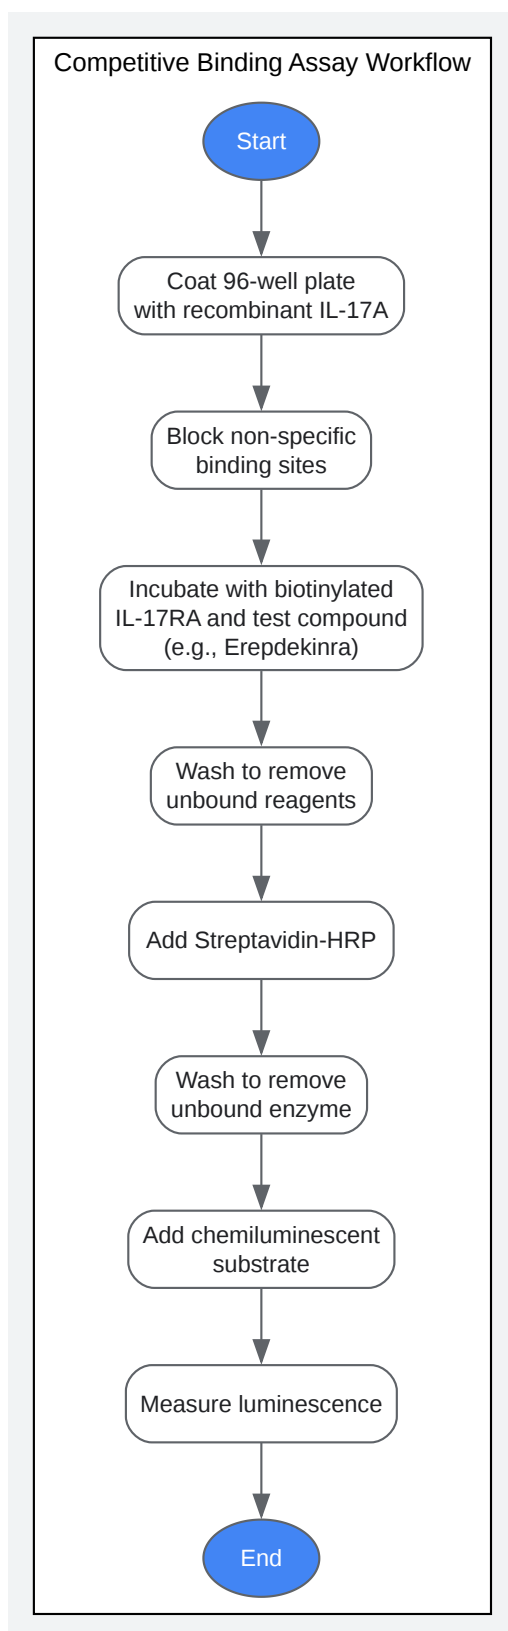 Competitive Binding Assay Workflow
Start
Coat 96-well plate
with recombinant IL-17A
Block non-specific
binding sites
Incubate with biotinylated
IL-17RA and test compound
(e.g., Erepdekinra)
Wash to remove
unbound reagents
Add Streptavidin-HRP
Wash to remove
unbound enzyme
Add chemiluminescent
substrate
Measure luminescence
End